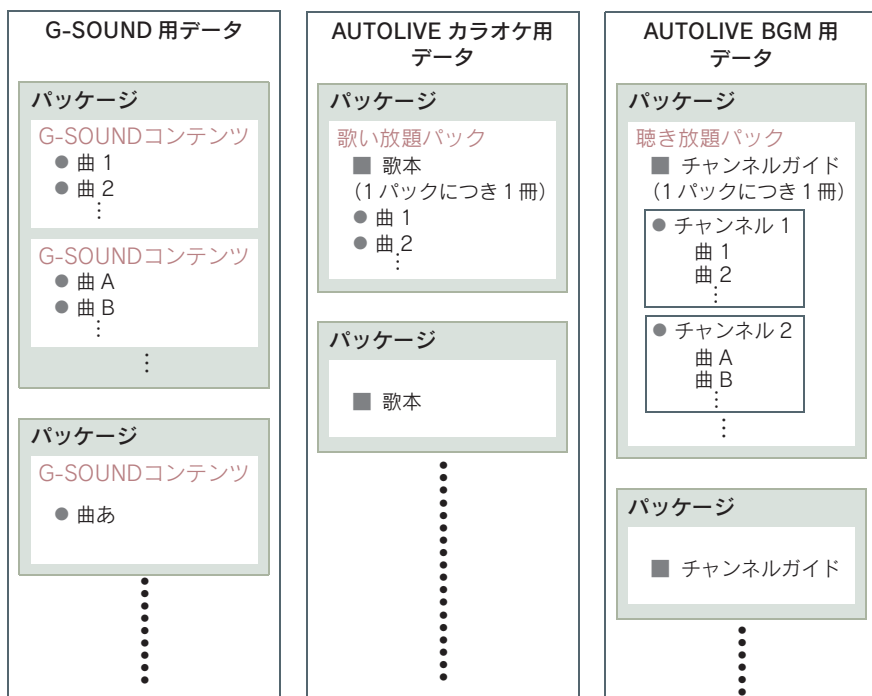 G-SOUND 用データ
パッケージ
G-SOUNDコンテンツ
● 曲 1
● 曲 2
⋮
G-SOUNDコンテンツ
● 曲 A
● 曲 B
⋮
⋮
パッケージ
G-SOUNDコンテンツ
● 曲あ
AUTOLIVE カラオケ用
データ
パッケージ
歌い放題パック
■ 歌本
（1 パックにつき 1 冊）
● 曲 1
● 曲 2
⋮
パッケージ
■ 歌本
AUTOLIVE BGM 用
データ
パッケージ
聴き放題パック
■ チャンネルガイド
（1 パックにつき 1 冊）
● チャンネル 1
曲 1
曲 2
⋮
● チャンネル 2
曲 A
曲 B
⋮
⋮
パッケージ
■ チャンネルガイド